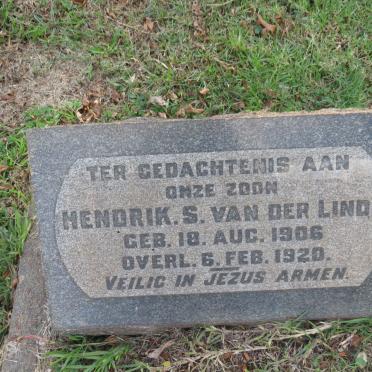 TER GEDACHTENIS AAN
ONZE ZOON
HENDRIK. S. VAN DER LIND
GEB. 18. AUG. 1906
OVERL. 6. FEB. 1920.
VEILIG IN JEZUS ARMEN.